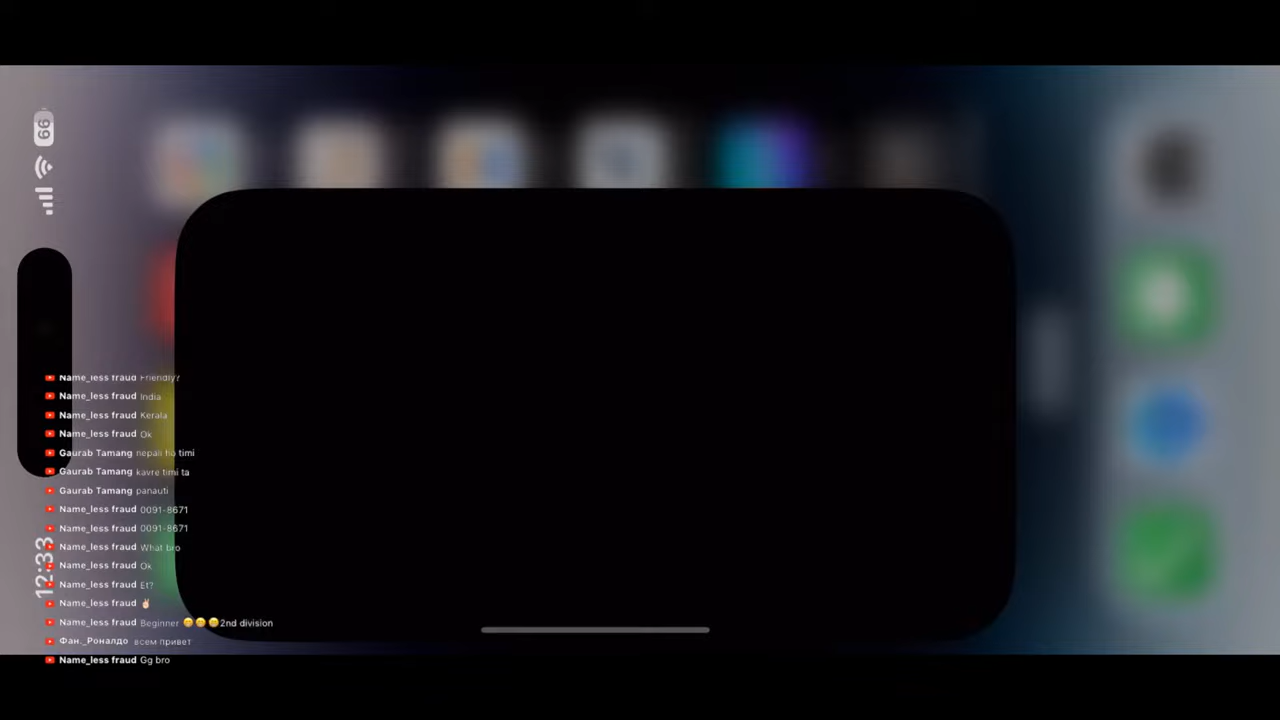 66
12:33
Name_less fraud Friendly?
Name_less fraud India
Name_less fraud Kerala
Name_less fraud Ok
Gaurab Tamang nepali ho timi
Gaurab Tamang kavre timi ta
Gaurab Tamang panauti
Name_less fraud 0091-8671
Name_less fraud 0091-8671
Name_less fraud What bro
Name_less fraud Ok
Name_less fraud Et?
Name_less fraud ✌🏻
Name_less fraud Beginner 🤭🤭🤭2nd division
Фан._Роналдо всем привет
Name_less fraud Gg bro